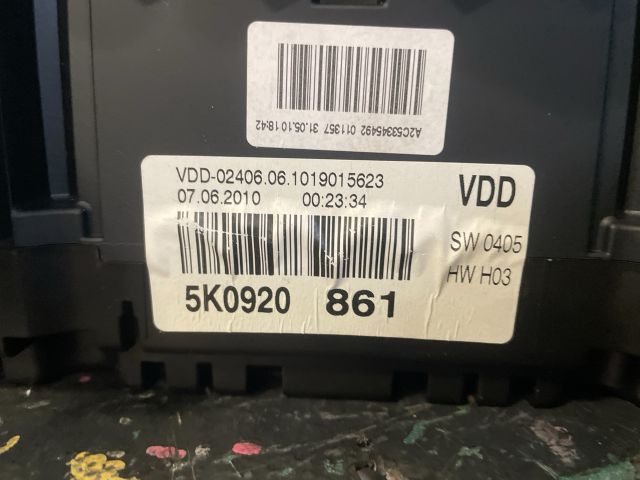 A2C53345492 011357 31.05.10 18:42
VDD-02406.06.1019015623
07.06.2010 00:23:34
VDD
SW 0405
HW H03
5K0920 861